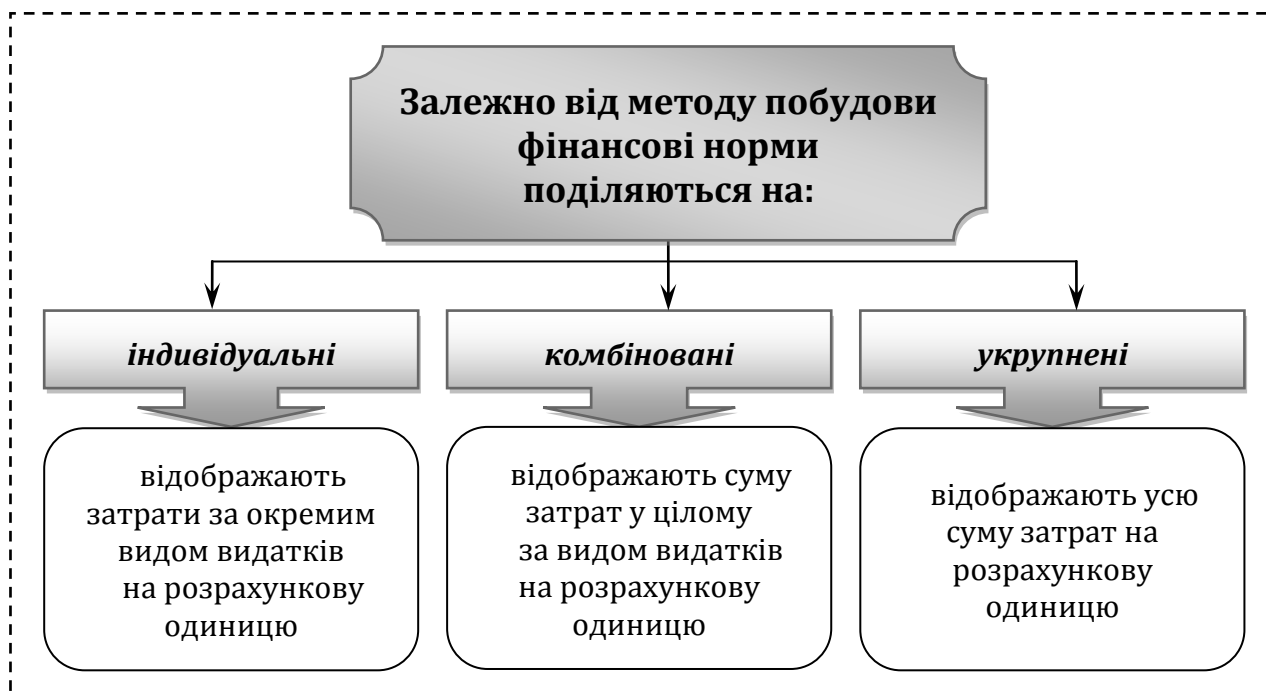 Залежно від методу побудови
фінансові норми
поділяються на:
індивідуальні
комбіновані
укрупнені
відображають
затрати за окремим
видом видатків
на розрахункову
одиницю
відображають суму
затрат у цілому
за видом видатків
на розрахункову
одиницю
відображають усю
суму затрат на
розрахункову
одиницю